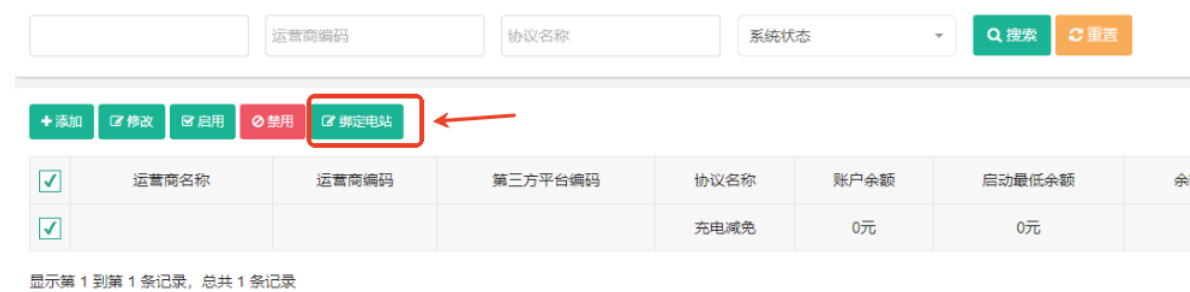 运营商编码 协议名称 系统状态 搜索 重置
添加 修改 启用 禁用 绑定电站
运营商名称 运营商编码 第三方平台编码 协议名称 账户余额 启动最低余额 余
充电减免 0元 0元
显示第 1 到第 1 条记录，总共 1 条记录